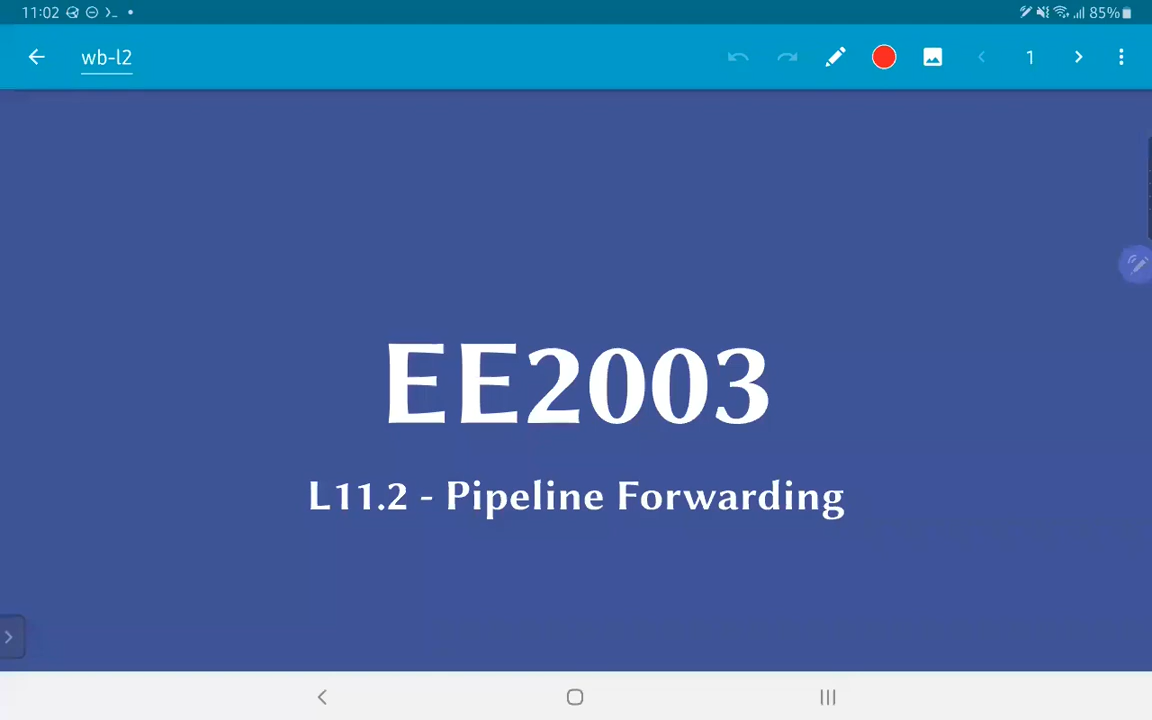 11:02
85%
wb-l2
1
EE2003
L11.2 - Pipeline Forwarding